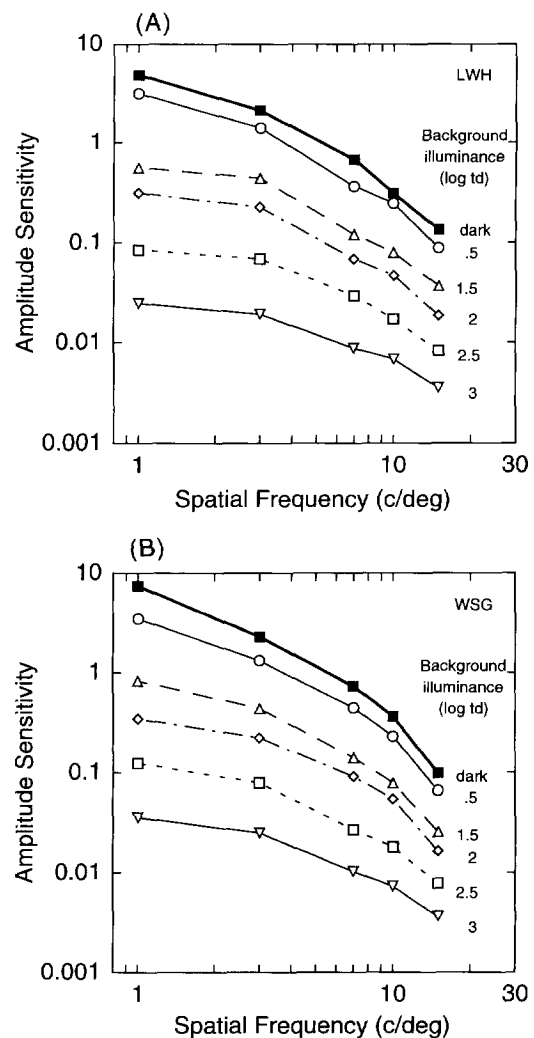 (A)
10
LWH
1
Background
illuminance
(log td)
Amplitude Sensitivity
dark
0.1
.5
1.5
2
0.01
2.5
3
0.001
1 10 30
Spatial Frequency (c/deg)
(B)
10
WSG
1
Background
illuminance
(log td)
Amplitude Sensitivity
dark
0.1
.5
1.5
2
0.01
2.5
3
0.001
1 10 30
Spatial Frequency (c/deg)